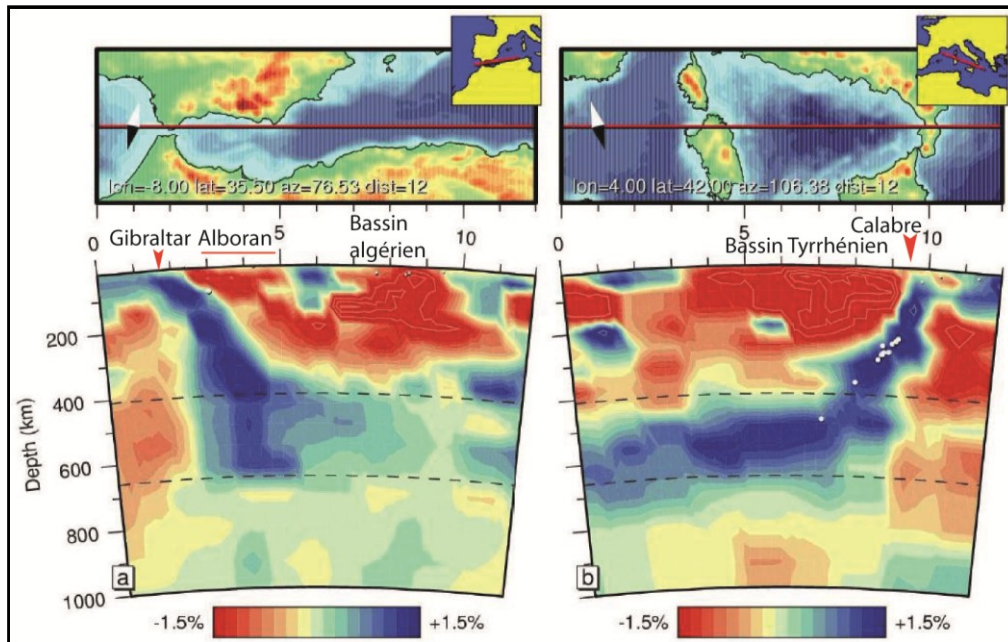 lon=-8.00 lat=35.50 az=76.53 dist=12
lon=4.00 lat=42.00 az=106.38 dist=12
0 5 10
Gibraltar Alboran Bassin
algérien
0 5 10
Calabre
Bassin Tyrrhénien
Depth (km)
200
400
600
800
1000
a
b
-1.5% +1.5%
-1.5% +1.5%